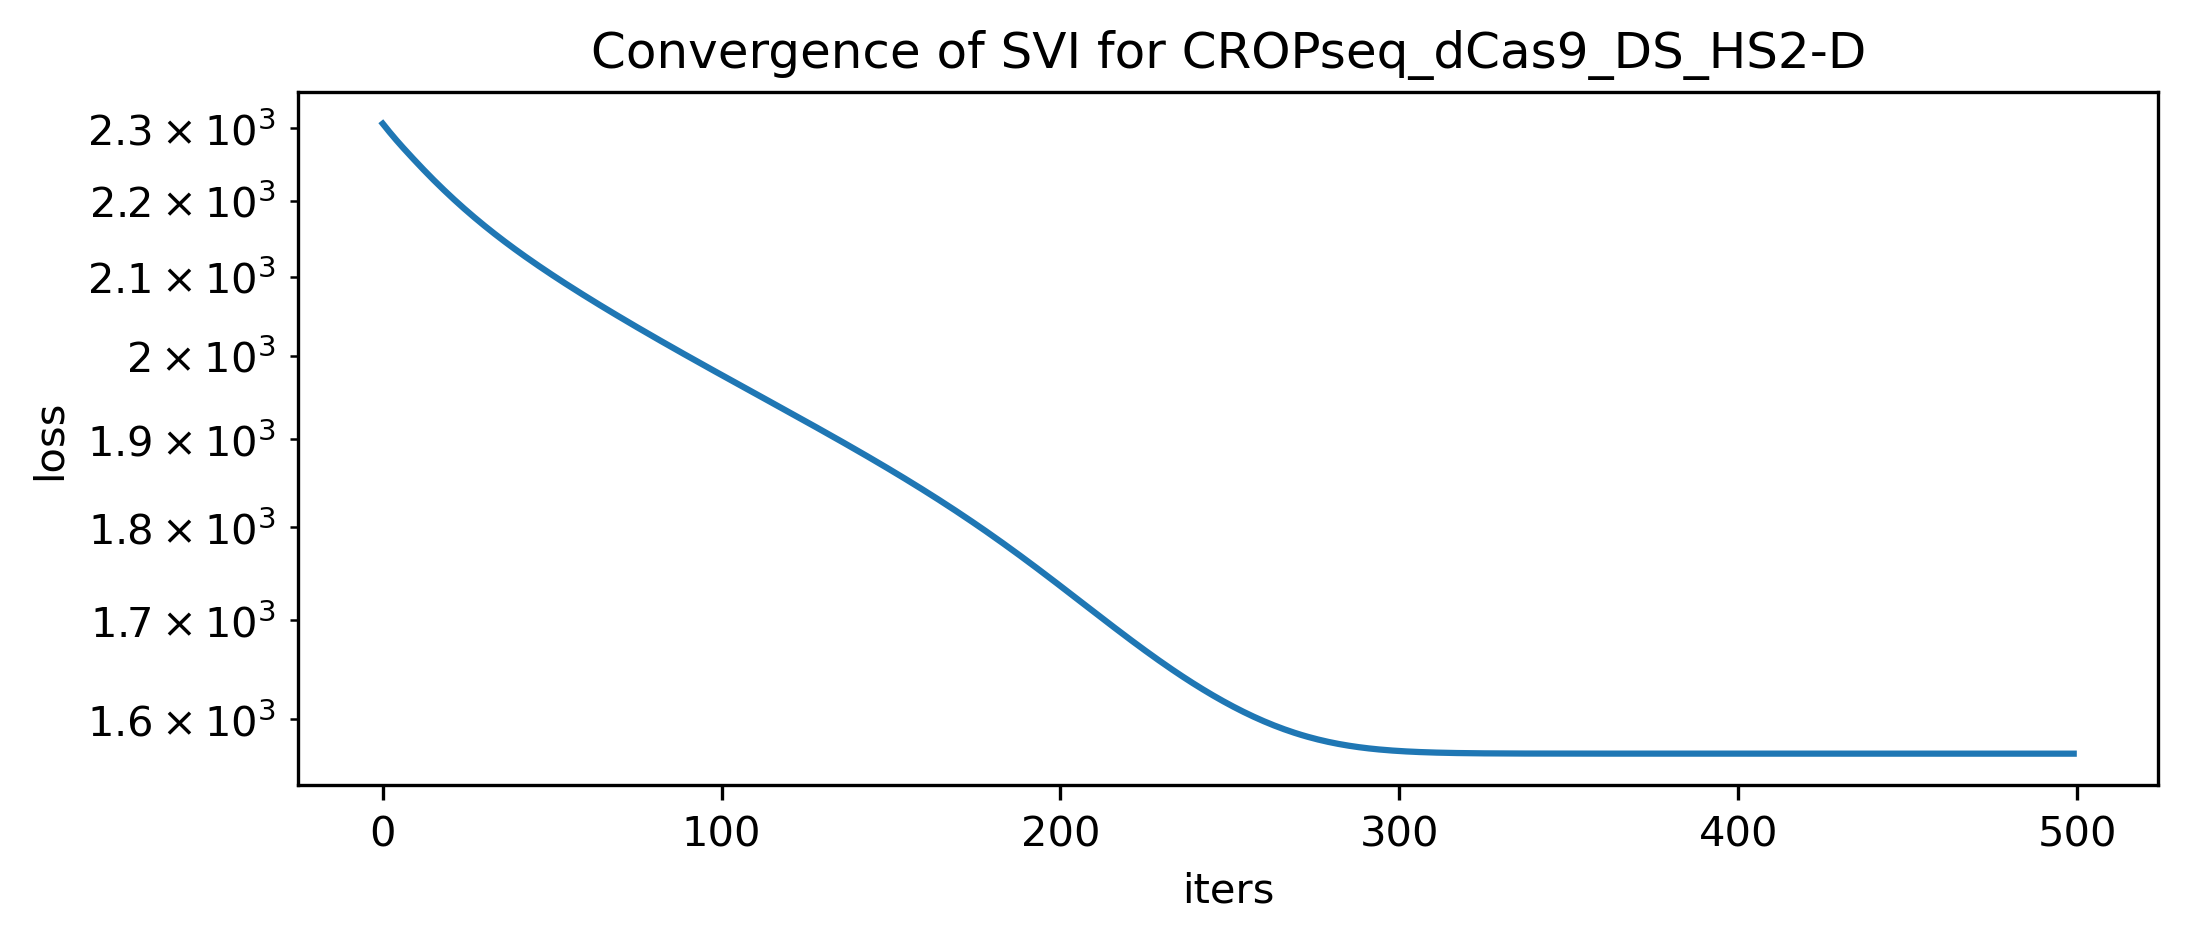 Convergence of SVI for CROPseq_dCas9_DS_HS2-D
2.3 × 10³
2.2 × 10³
2.1 × 10³
2 × 10³
1.9 × 10³
1.8 × 10³
1.7 × 10³
1.6 × 10³
loss
0 100 200 300 400 500
iters